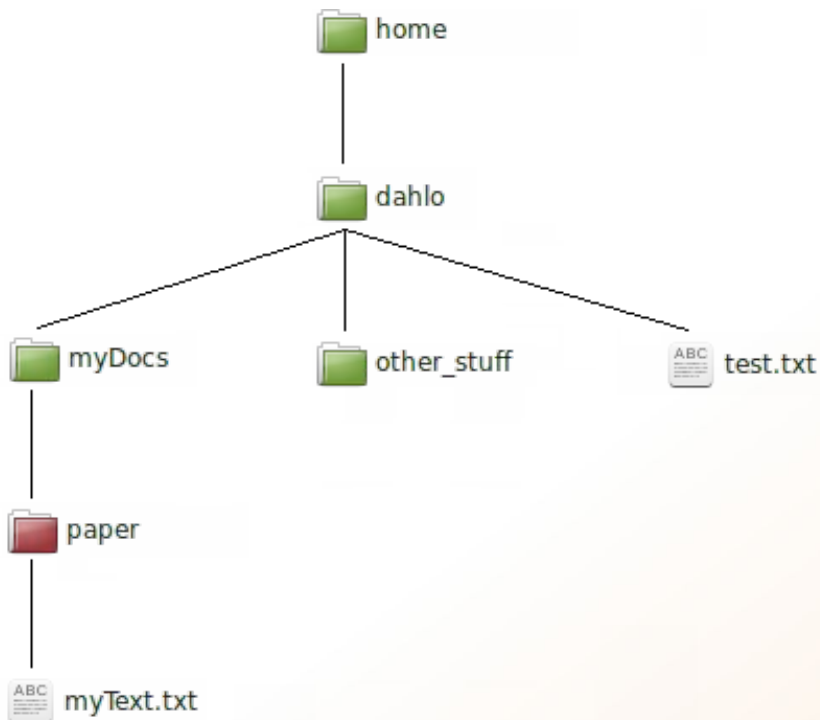 home
dahlo
myDocs
other_stuff
ABC
test.txt
paper
ABC
myText.txt